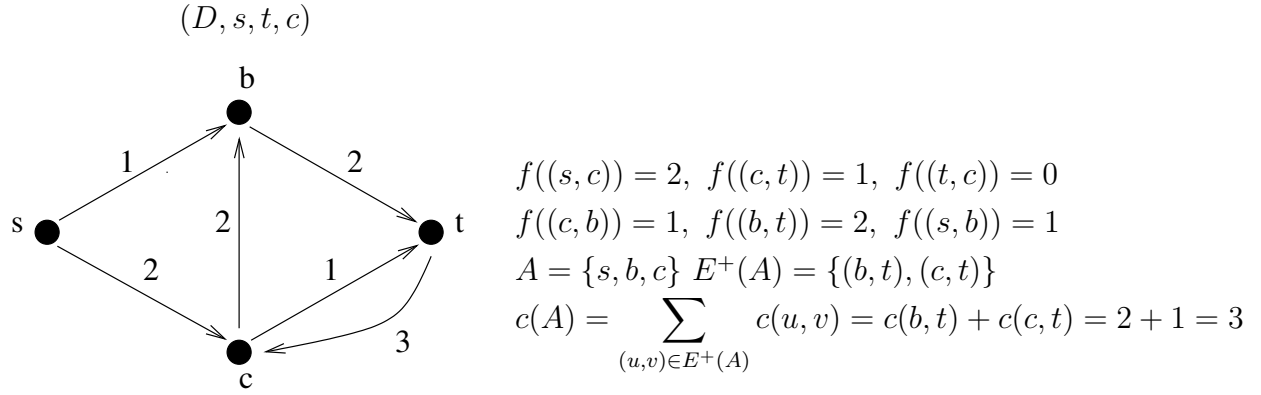 (D, s, t, c)
b
1
2
s
2
t
2
1
3
c
f((s, c)) = 2, f((c, t)) = 1, f((t, c)) = 0
f((c, b)) = 1, f((b, t)) = 2, f((s, b)) = 1
A = {s, b, c} E⁺(A) = {(b, t), (c, t)}
c(A) = ∑_{(u,v)∈E⁺(A)} c(u, v) = c(b, t) + c(c, t) = 2 + 1 = 3